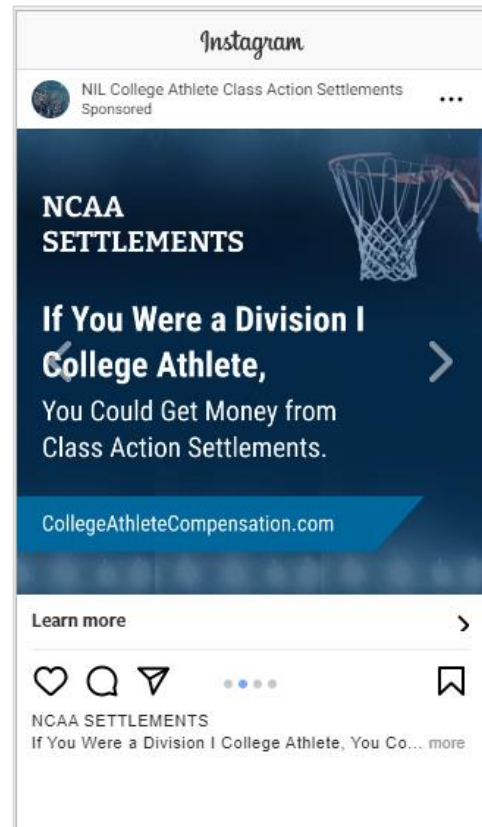 Instagram
NIL College Athlete Class Action Settlements
Sponsored
NCAA
SETTLEMENTS
If You Were a Division I
College Athlete,
You Could Get Money from
Class Action Settlements.
CollegeAthleteCompensation.com
Learn more
NCAA SETTLEMENTS
If You Were a Division I College Athlete, You Co... more